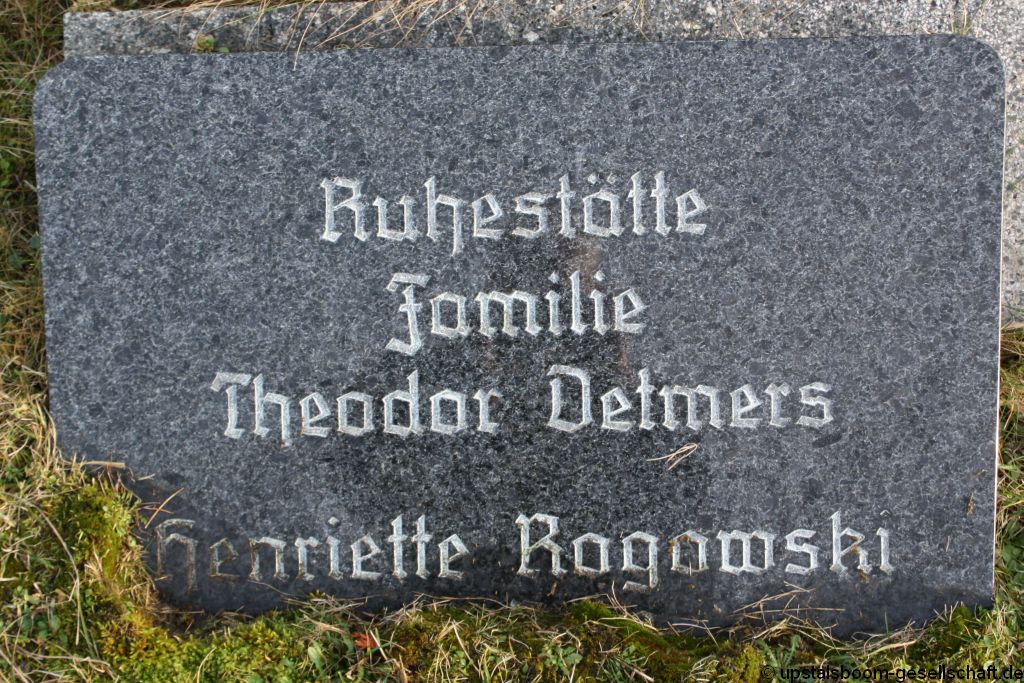 Ruhestätte
Familie
Theodor Detmers
Henriette Rogowski
© upstalsboom-gesellschaft.de